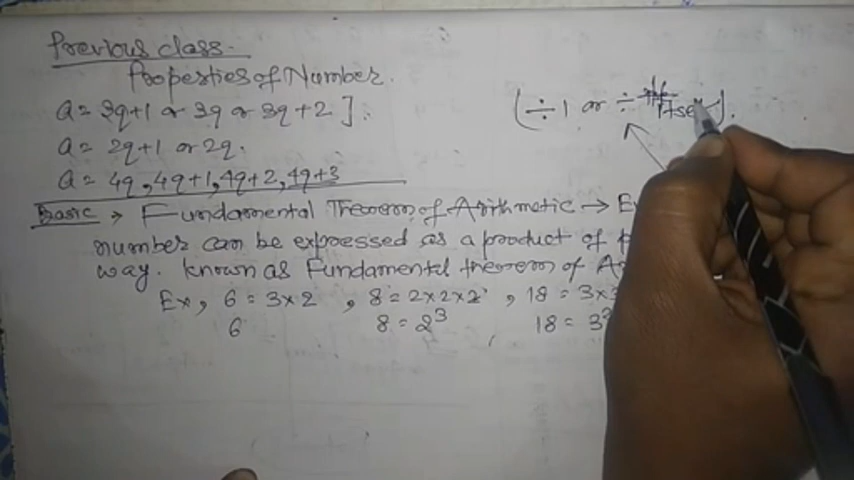 Previous class.
Properties of Number.
a = 3q+1 or 3q or 3q+2].
(÷1 or ÷ itself).
a = 2q+1 or 2q.
a = 4q, 4q+1, 4q+2, 4q+3
Basic → Fundamental Theorem of Arithmetic →
number can be expressed as a product of
way. known as Fundamental theorem of
Ex, 6 = 3×2 , 8 = 2×2×2 , 18 = 3×3
6 8 = 2³ 18 = 3²